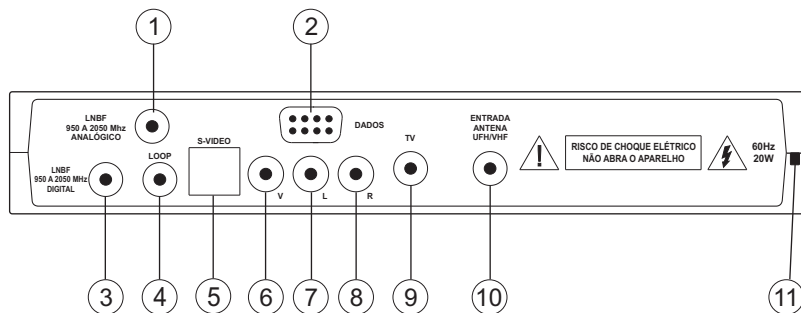 1
2
LNBF
950 A 2050 Mhz
ANALÓGICO
DADOS
ENTRADA
ANTENA
UFH/VHF
TV
S-VIDEO
LOOP
LNBF
950 A 2050 MHz
DIGITAL
V
L
R
RISCO DE CHOQUE ELÉTRICO
NÃO ABRA O APARELHO
60Hz
20W
3
4
5
6
7
8
9
10
11